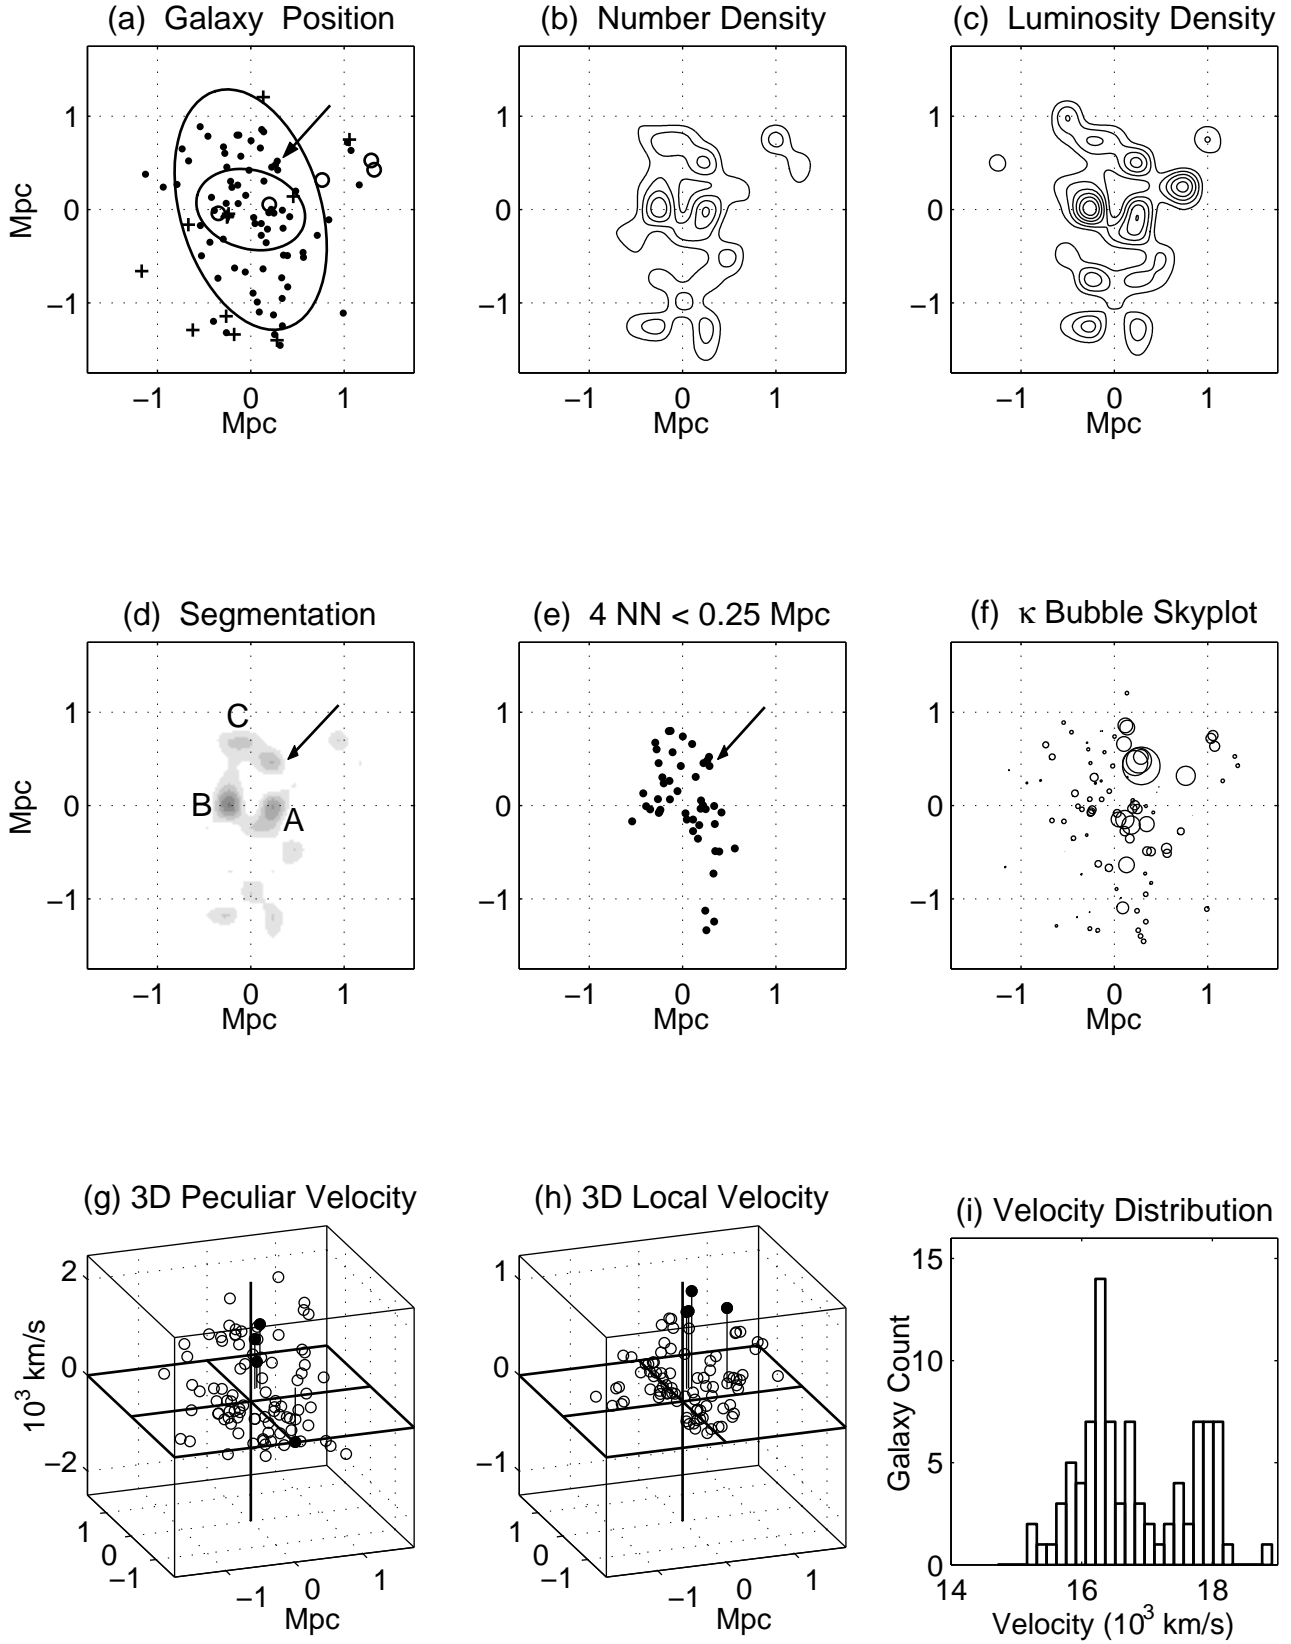 (a) Galaxy Position
(b) Number Density
(c) Luminosity Density
1
0
−1
Mpc
−1 0 1
Mpc
1
0
−1
−1 0 1
Mpc
1
0
−1
−1 0 1
Mpc
(d) Segmentation
(e) 4 NN < 0.25 Mpc
(f) κ Bubble Skyplot
1
0
−1
Mpc
C
B
A
−1 0 1
Mpc
1
0
−1
−1 0 1
Mpc
1
0
−1
−1 0 1
Mpc
(g) 3D Peculiar Velocity
(h) 3D Local Velocity
(i) Velocity Distribution
2
0
−2
10³ km/s
1
0
−1
−1
0
1
Mpc
1
0
−1
1
0
−1
−1
0
1
Mpc
15
10
5
0
Galaxy Count
14 16 18
Velocity (10³ km/s)